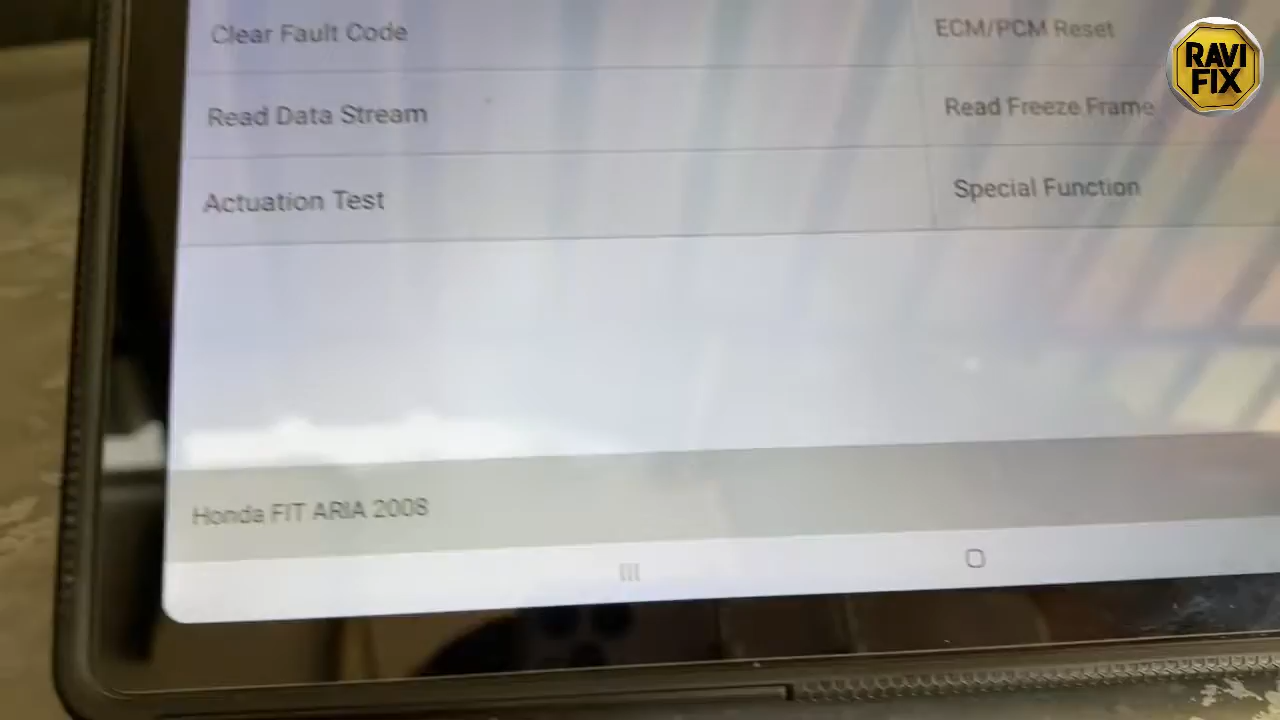 Clear Fault Code
ECM/PCM Reset
Read Data Stream
Read Freeze Frame
Actuation Test
Special Function
Honda FIT ARIA 2008
RAVI
FIX